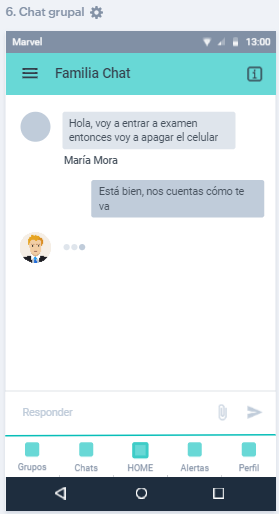 6. Chat grupal
Marvel 13:00
Familia Chat
Hola, voy a entrar a examen
entonces voy a apagar el celular
María Mora
Está bien, nos cuentas cómo te
va
Responder
Grupos Chats HOME Alertas Perfil